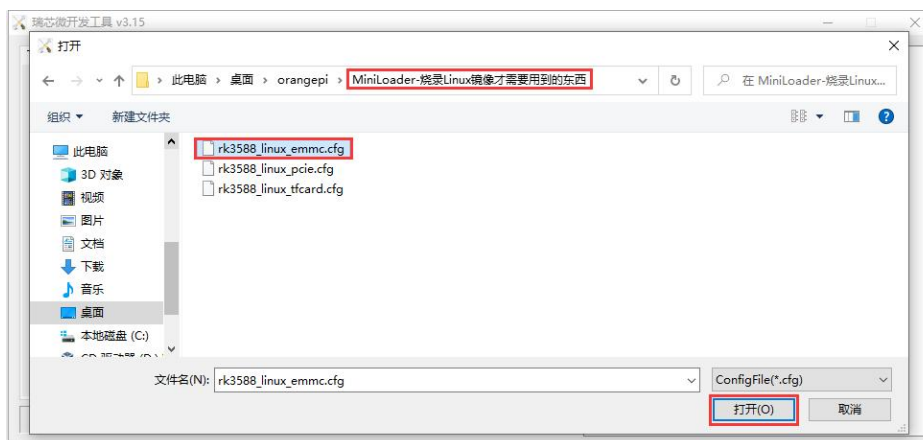 瑞芯微开发工具 v3.15
打开
此电脑 › 桌面 › orangepi › MiniLoader-烧录Linux镜像才需要用到的东西
在 MiniLoader-烧录Linux...
组织 新建文件夹
此电脑
3D 对象
视频
图片
文档
下载
音乐
桌面
本地磁盘 (C:)
rk3588_linux_emmc.cfg
rk3588_linux_pcie.cfg
rk3588_linux_tfcard.cfg
文件名(N): rk3588_linux_emmc.cfg
ConfigFile(*.cfg)
打开(O) 取消